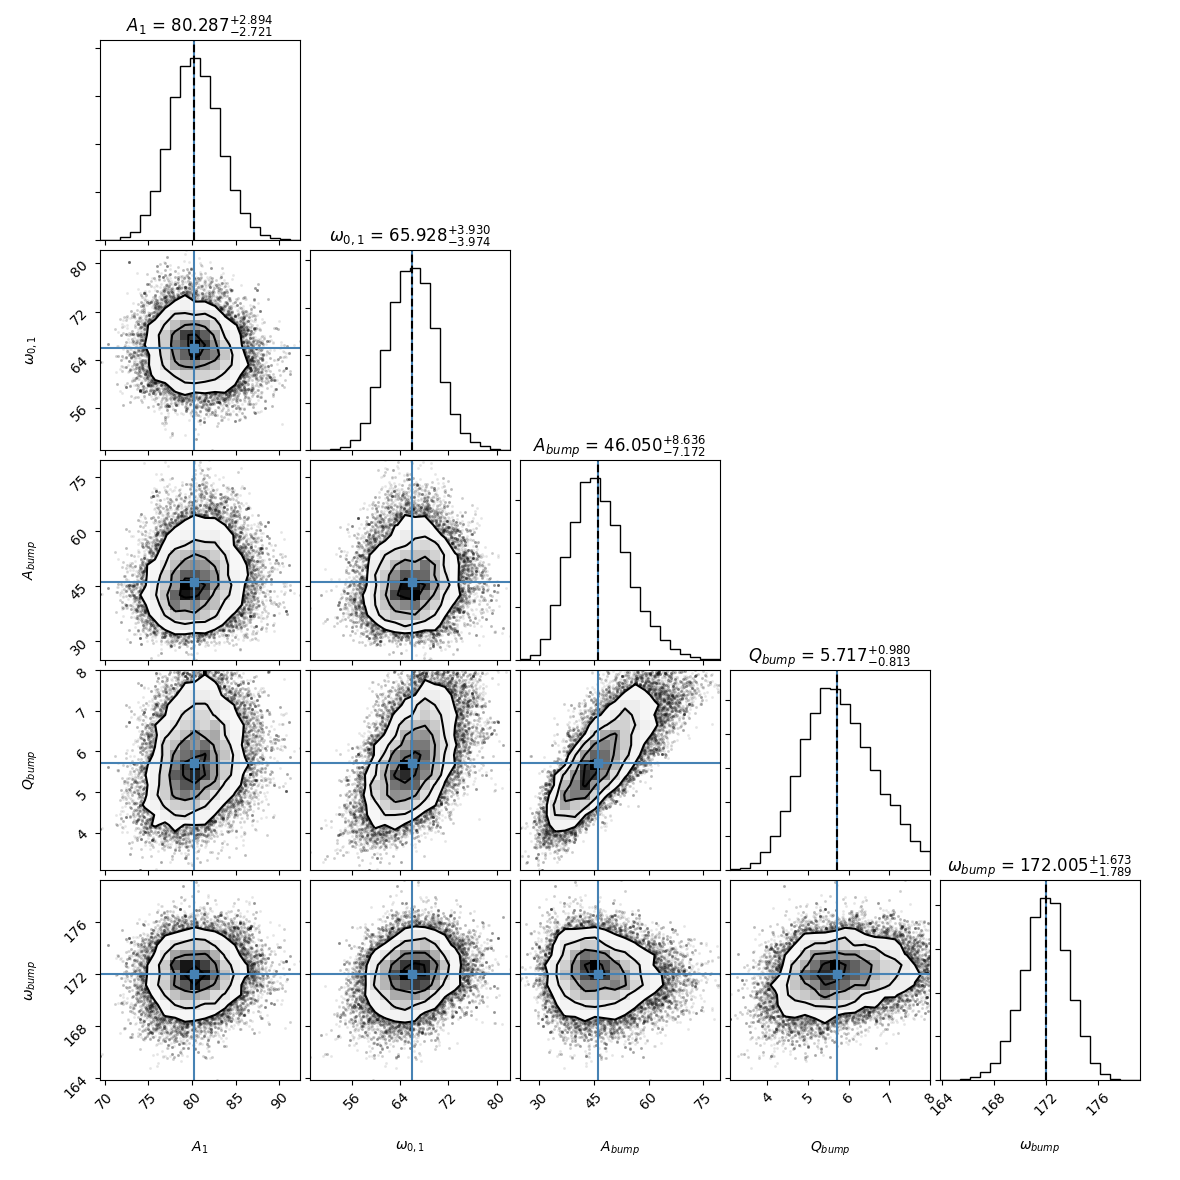 A_1 = 80.287^{+2.894}_{-2.721}
ω_{0,1} = 65.928^{+3.930}_{-3.974}
80
72
64
56
ω_{0,1}
A_{bump} = 46.050^{+8.636}_{-7.172}
75
60
45
30
A_{bump}
Q_{bump} = 5.717^{+0.980}_{-0.813}
8
7
6
5
4
Q_{bump}
ω_{bump} = 172.005^{+1.673}_{-1.789}
176
172
168
164
ω_{bump}
70 75 80 85 90 56 64 72 80 30 45 60 75 4 5 6 7 8 164 168 172 176
A_1 ω_{0,1} A_{bump} Q_{bump} ω_{bump}